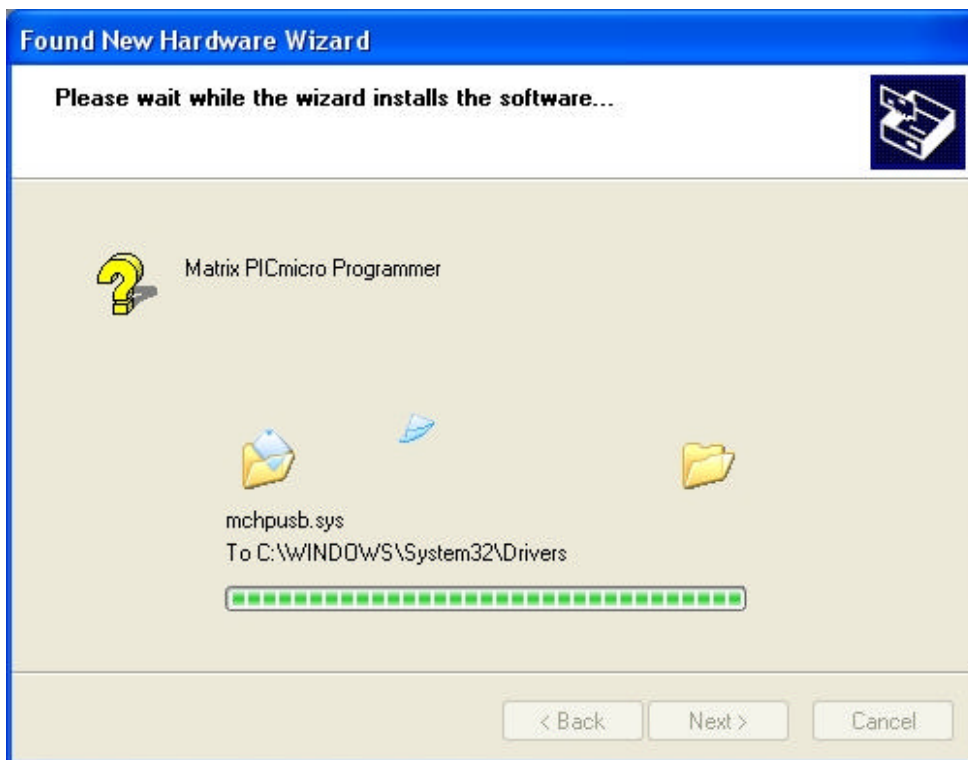 Found New Hardware Wizard
Please wait while the wizard installs the software...
Matrix PICmicro Programmer
mchpusb.sys
To C:\WINDOWS\System32\Drivers
< Back
Next >
Cancel